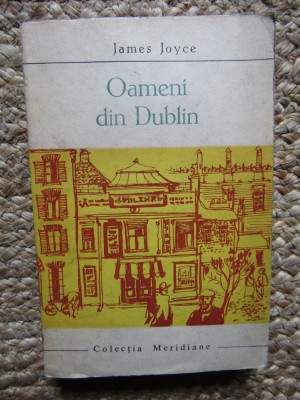 James Joyce
Oameni
din Dublin
Colecția Meridiane